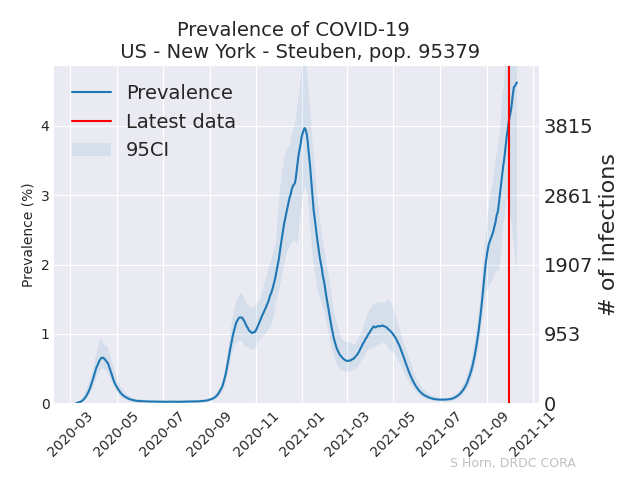 Prevalence of COVID-19
US - New York - Steuben, pop. 95379
Prevalence
Latest data
95CI
Prevalence (%)
4
3
2
1
0
3815
2861
1907
953
0
# of infections
2020-03
2020-05
2020-07
2020-09
2020-11
2021-01
2021-03
2021-05
2021-07
2021-09
2021-11
S Horn, DRDC CORA